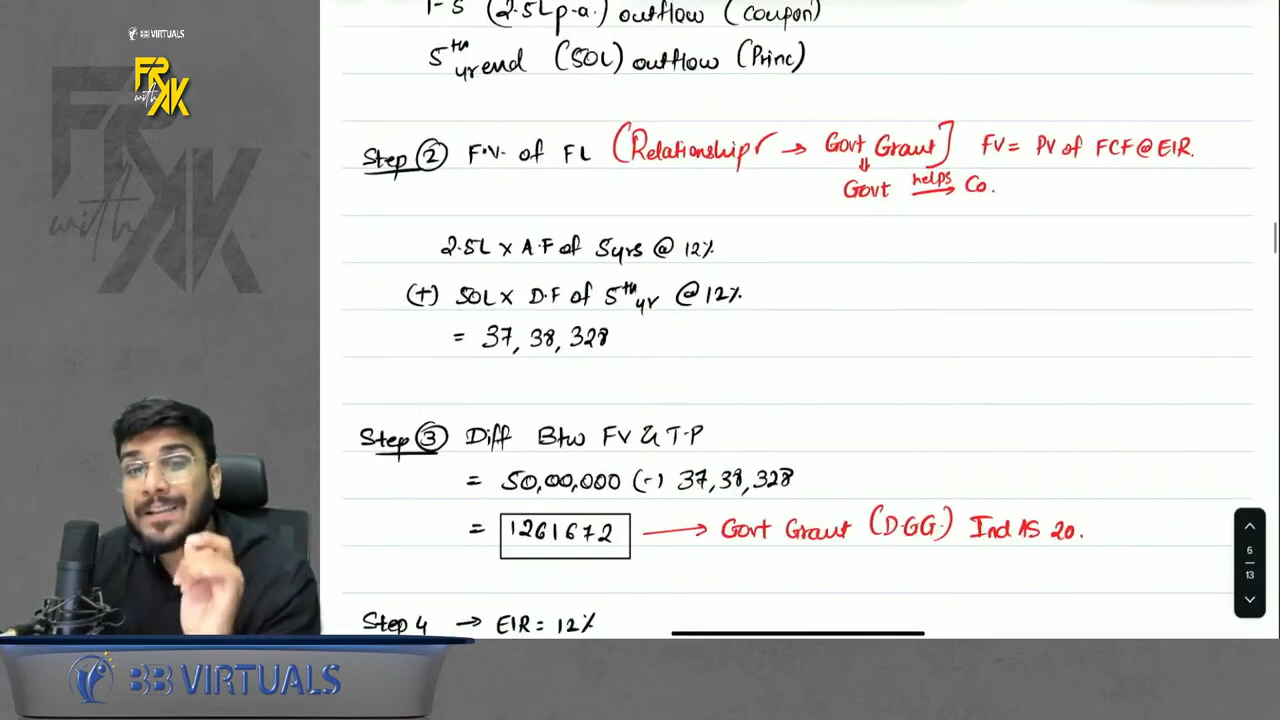 BB VIRTUALS
FR
with
AK
FR
with
AK
1-5 (2.5L p.a.) outflow (coupon)
5th yr end (50L) outflow (Princ)
Step ② F.V. of FL (Relationship → Govt Grant] FV = PV of FCF @ EIR.
⇓
Govt helps → Co.
2.5L x A.F of 5yrs @ 12%
(+) 50L x D.F of 5th yr @ 12%
= 37,38,328
Step ③ Diff Btw FV & T.P
= 50,00,000 (-) 37,38,328
= 1261672 → Govt Grant (D.G.G.) Ind AS 20.
Step 4 → EIR = 12%
6
13
BB VIRTUALS